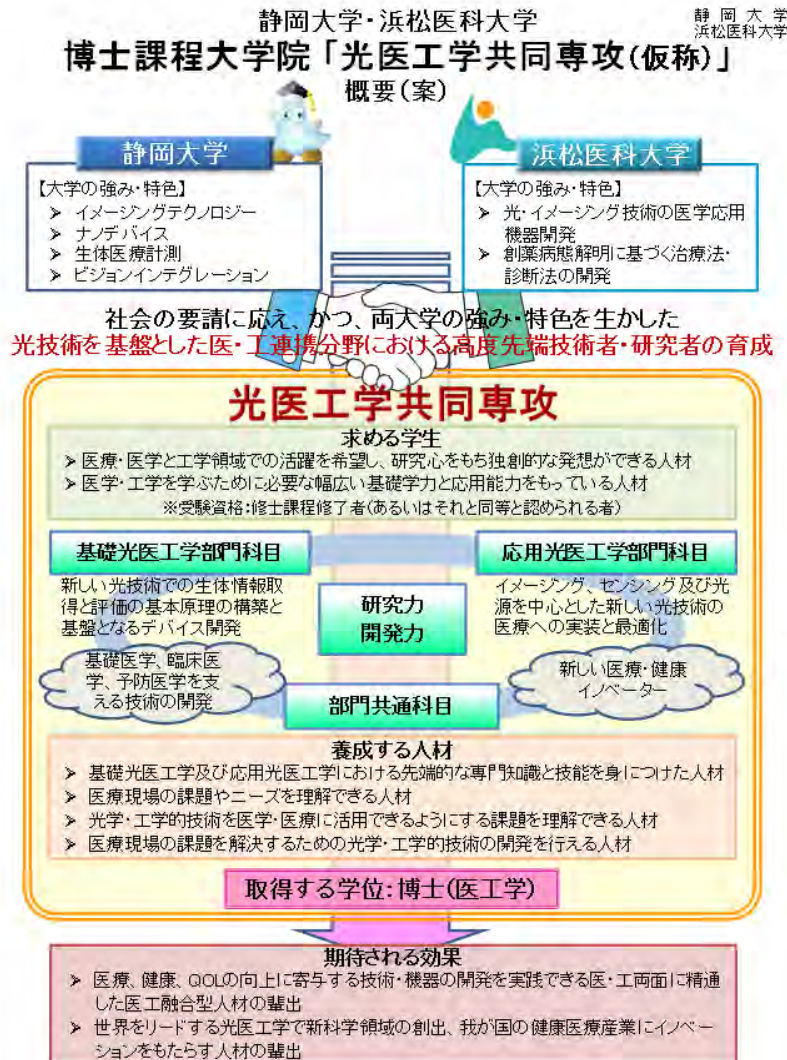 静岡大学・浜松医科大学
静岡大学
浜松医科大学
博士課程大学院「光医工学共同専攻(仮称)」
概要(案)
静岡大学
【大学の強み・特色】
➢ イメージングテクノロジー
➢ ナノデバイス
➢ 生体医療計測
➢ ビジョンインテグレーション
浜松医科大学
【大学の強み・特色】
➢ 光・イメージング技術の医学応用
機器開発
➢ 創薬病態解明に基づく治療法・
診断法の開発
社会の要請に応え、かつ、両大学の強み・特色を生かした
光技術を基盤とした医・工連携分野における高度先端技術者・研究者の育成
光医工学共同専攻
求める学生
➢ 医療・医学と工学領域での活躍を希望し、研究心をもち独創的な発想ができる人材
➢ 医学・工学を学ぶために必要な幅広い基礎学力と応用能力をもっている人材
※受験資格:修士課程修了者(あるいはそれと同等と認められる者)
基礎光医工学部門科目
新しい光技術での生体情報取
得と評価の基本原理の構築と
基盤となるデバイス開発
基礎医学、臨床医
学、予防医学を支
える技術の開発
研究力
開発力
応用光医工学部門科目
イメージング、センシング及び光
源を中心とした新しい光技術の
医療への実装と最適化
新しい医療・健康
イノベーター
部門共通科目
養成する人材
➢ 基礎光医工学及び応用光医工学における先端的な専門知識と技能を身につけた人材
➢ 医療現場の課題やニーズを理解できる人材
➢ 光学・工学的技術を医学・医療に活用できるようにする課題を理解できる人材
➢ 医療現場の課題を解決するための光学・工学的技術の開発を行える人材
取得する学位:博士(医工学)
期待される効果
➢ 医療、健康、QOLの向上に寄与する技術・機器の開発を実践できる医・工両面に精通
した医工融合型人材の輩出
➢ 世界をリードする光医工学で新科学領域の創出、我が国の健康医療産業にイノベー
ションをもたらす人材の輩出